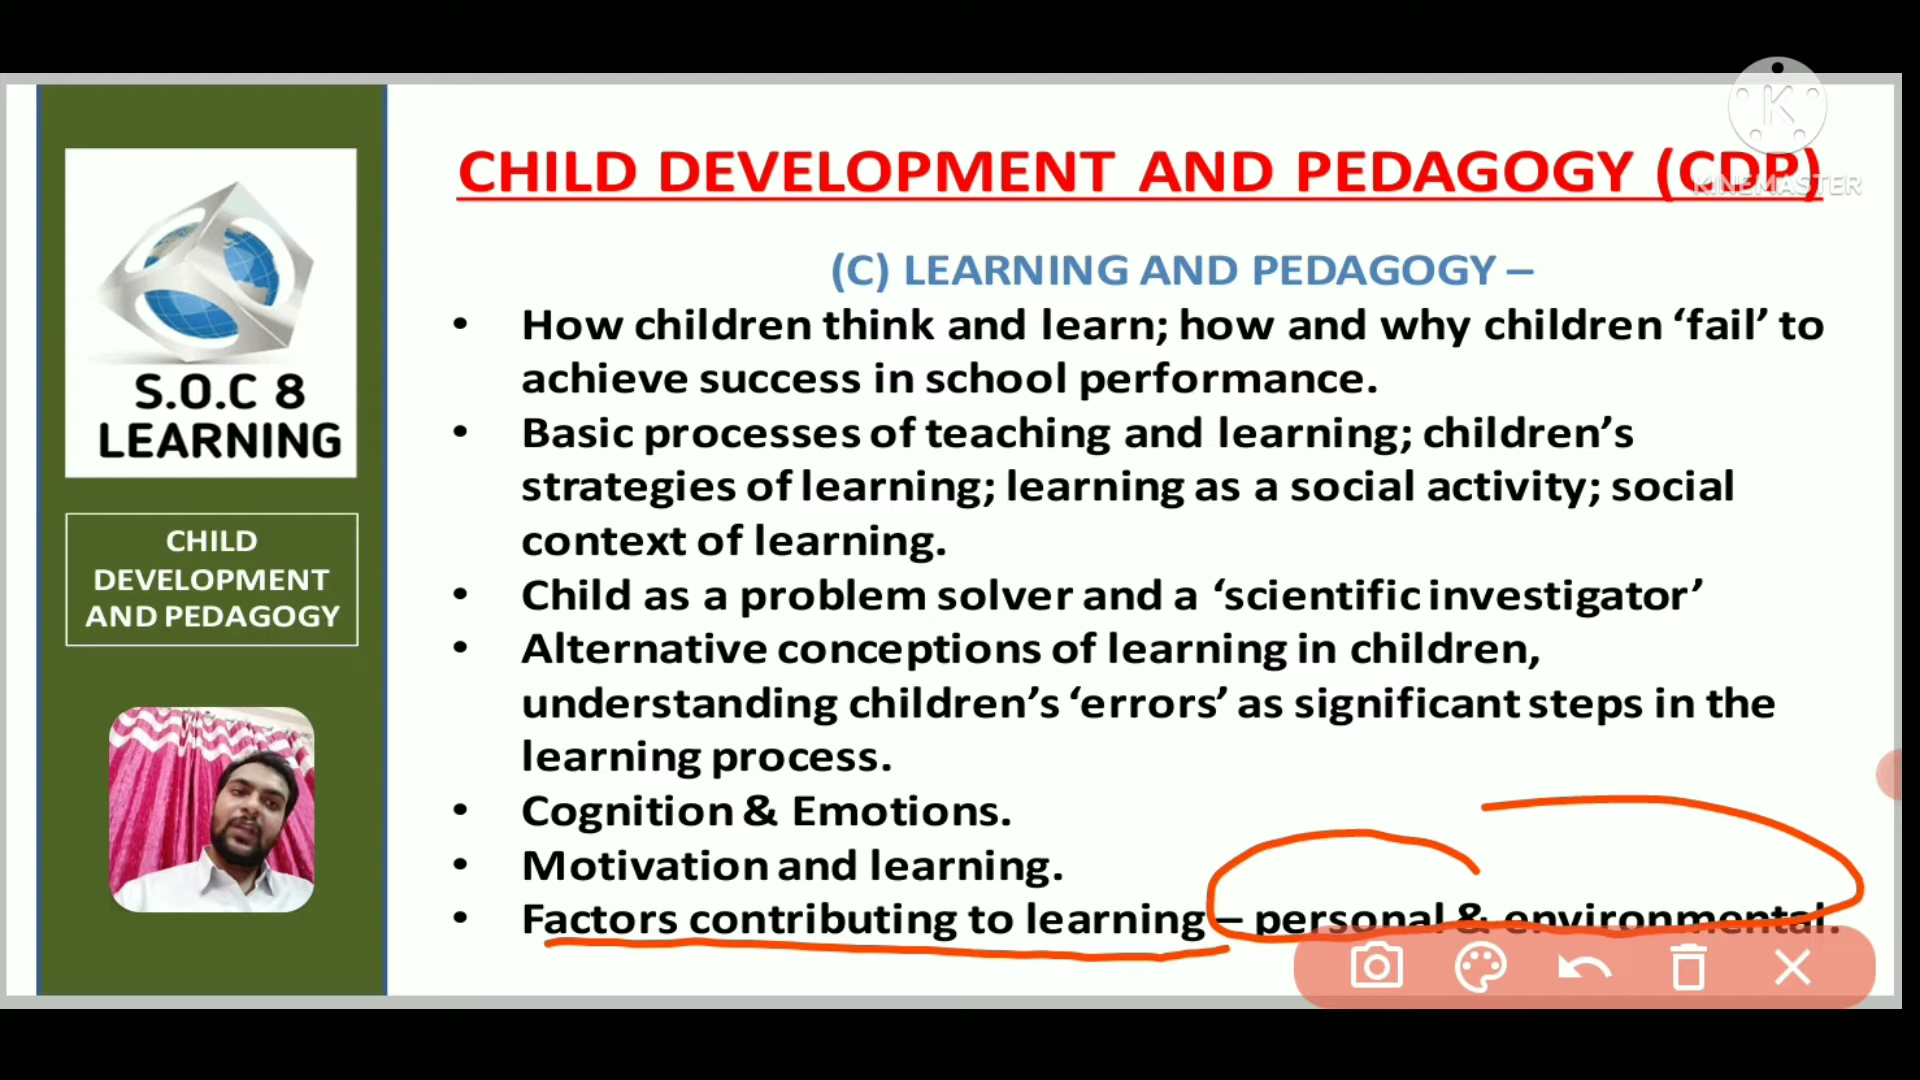 CHILD DEVELOPMENT AND PEDAGOGY (CDP)
KINEMASTER
(C) LEARNING AND PEDAGOGY –
• How children think and learn; how and why children ‘fail’ to
achieve success in school performance.
• Basic processes of teaching and learning; children’s
strategies of learning; learning as a social activity; social
context of learning.
• Child as a problem solver and a ‘scientific investigator’
• Alternative conceptions of learning in children,
understanding children’s ‘errors’ as significant steps in the
learning process.
• Cognition & Emotions.
• Motivation and learning.
• Factors contributing to learning – personal & environmental.
S.O.C 8
LEARNING
CHILD
DEVELOPMENT
AND PEDAGOGY